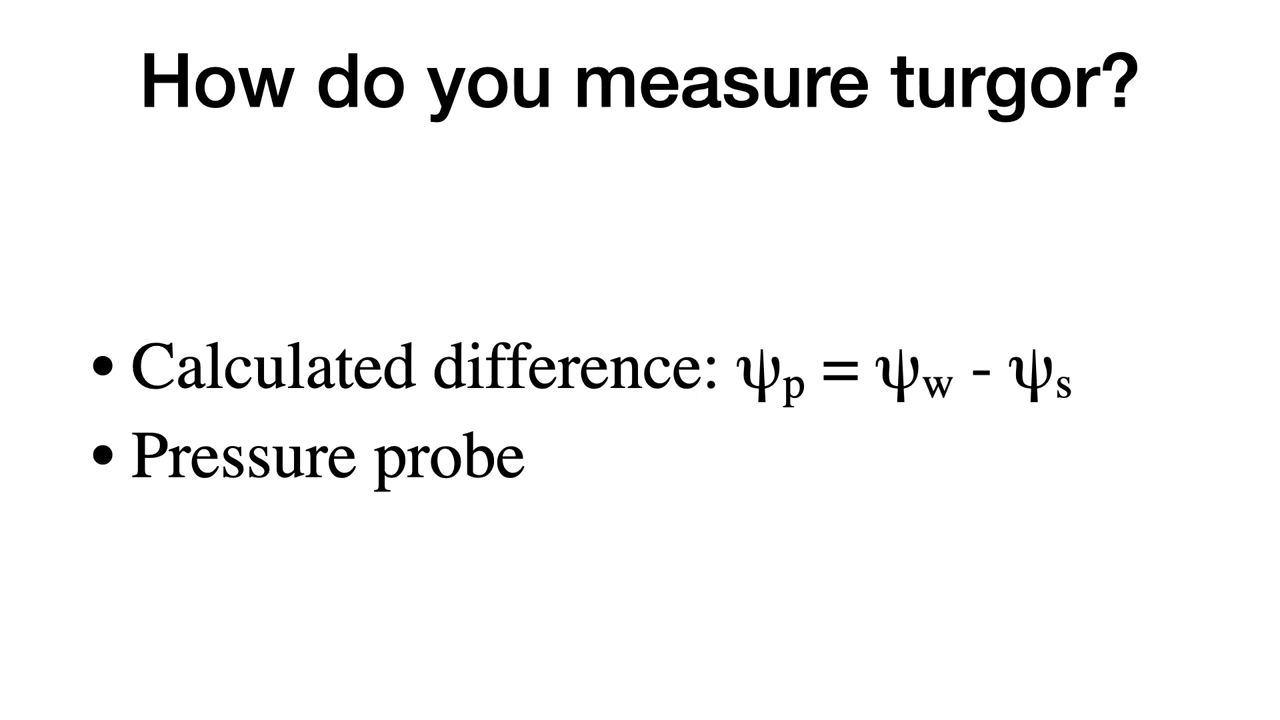 How do you measure turgor?
• Calculated difference: ψₚ = ψw - ψₛ
• Pressure probe